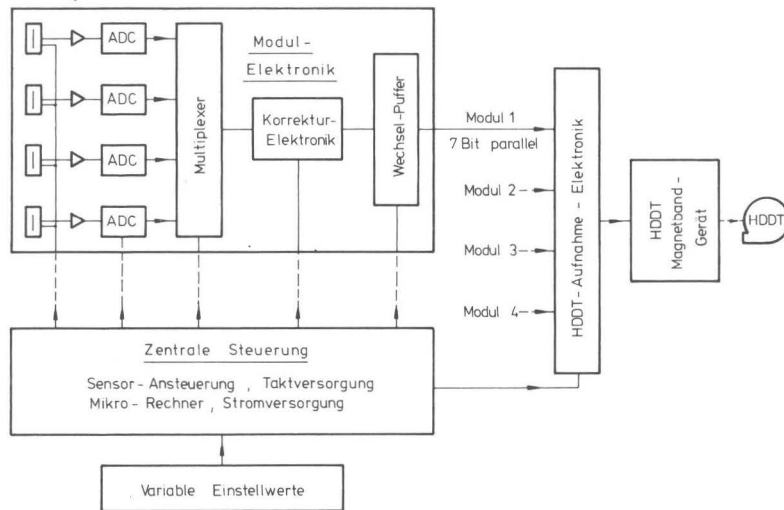 ADC
ADC
ADC
ADC
Multiplexer
Modul-
Elektronik
Korrektur-
Elektronik
Wechsel-Puffer
Modul 1
7 Bit parallel
Modul 2
Modul 3
Modul 4
HDDT-Aufnahme - Elektronik
HDDT
Magnetband-
Gerät
HDDT
Zentrale Steuerung
Sensor-Ansteuerung , Taktversorgung
Mikro-Rechner , Stromversorgung
Variable Einstellwerte